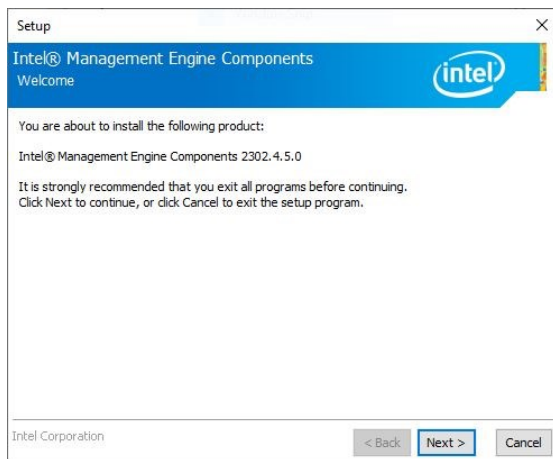 Setup
Intel® Management Engine Components
Welcome
intel
You are about to install the following product:
Intel® Management Engine Components 2302.4.5.0
It is strongly recommended that you exit all programs before continuing.
Click Next to continue, or click Cancel to exit the setup program.
Intel Corporation
< Back Next > Cancel